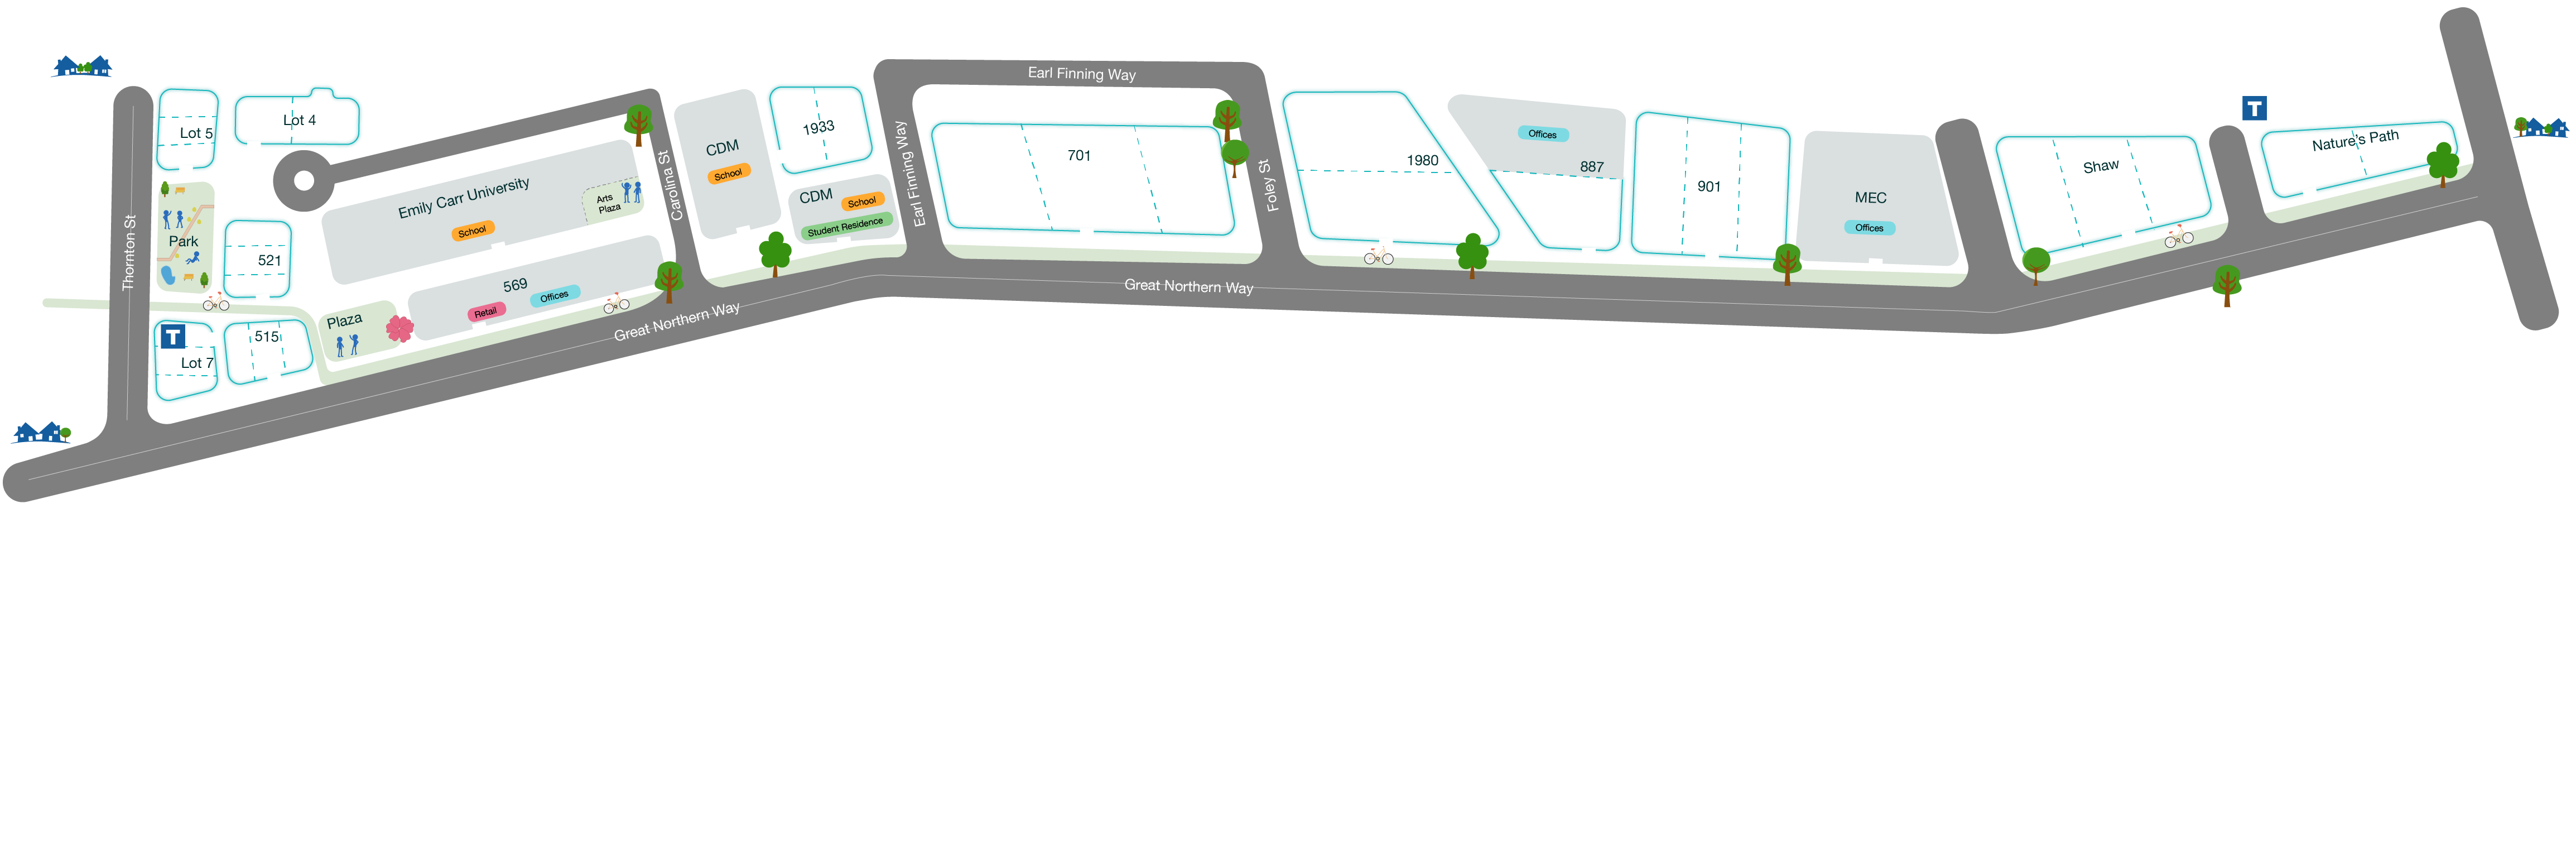 Earl Finning Way
T
Lot 5
Lot 4
CDM
School
1933
Earl Finning Way
701
Foley St
1980
Offices
887
901
MEC
Offices
Shaw
Nature's Path
Thornton St
Park
521
Emily Carr University
School
Arts
Plaza
Carolina St
CDM
School
Student Residence
569
Retail
Offices
Plaza
T
Lot 7
515
Great Northern Way
Great Northern Way